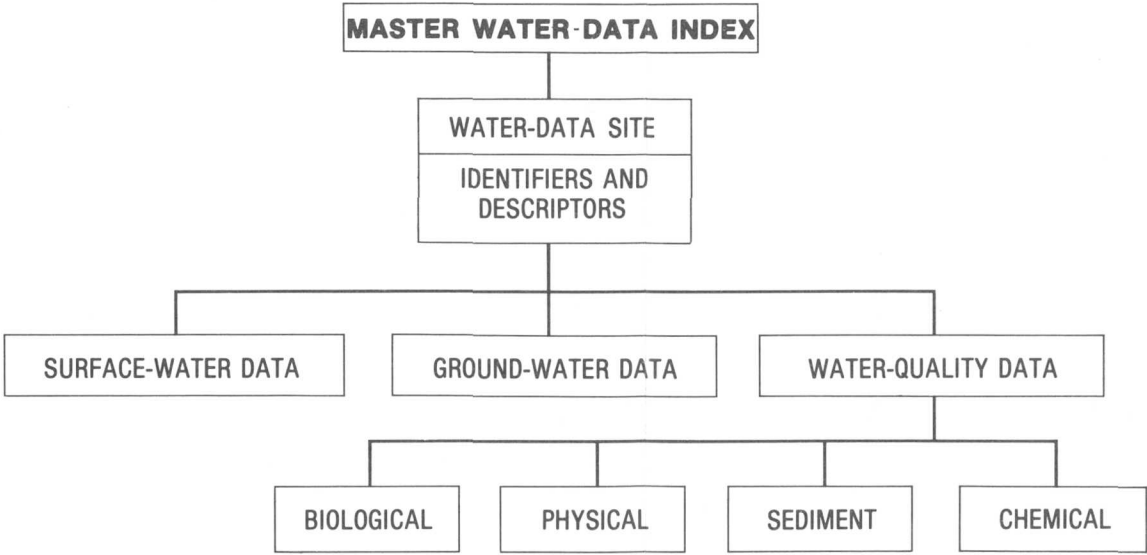 MASTER WATER-DATA INDEX
WATER-DATA SITE
IDENTIFIERS AND
DESCRIPTORS
SURFACE-WATER DATA
GROUND-WATER DATA
WATER-QUALITY DATA
BIOLOGICAL
PHYSICAL
SEDIMENT
CHEMICAL